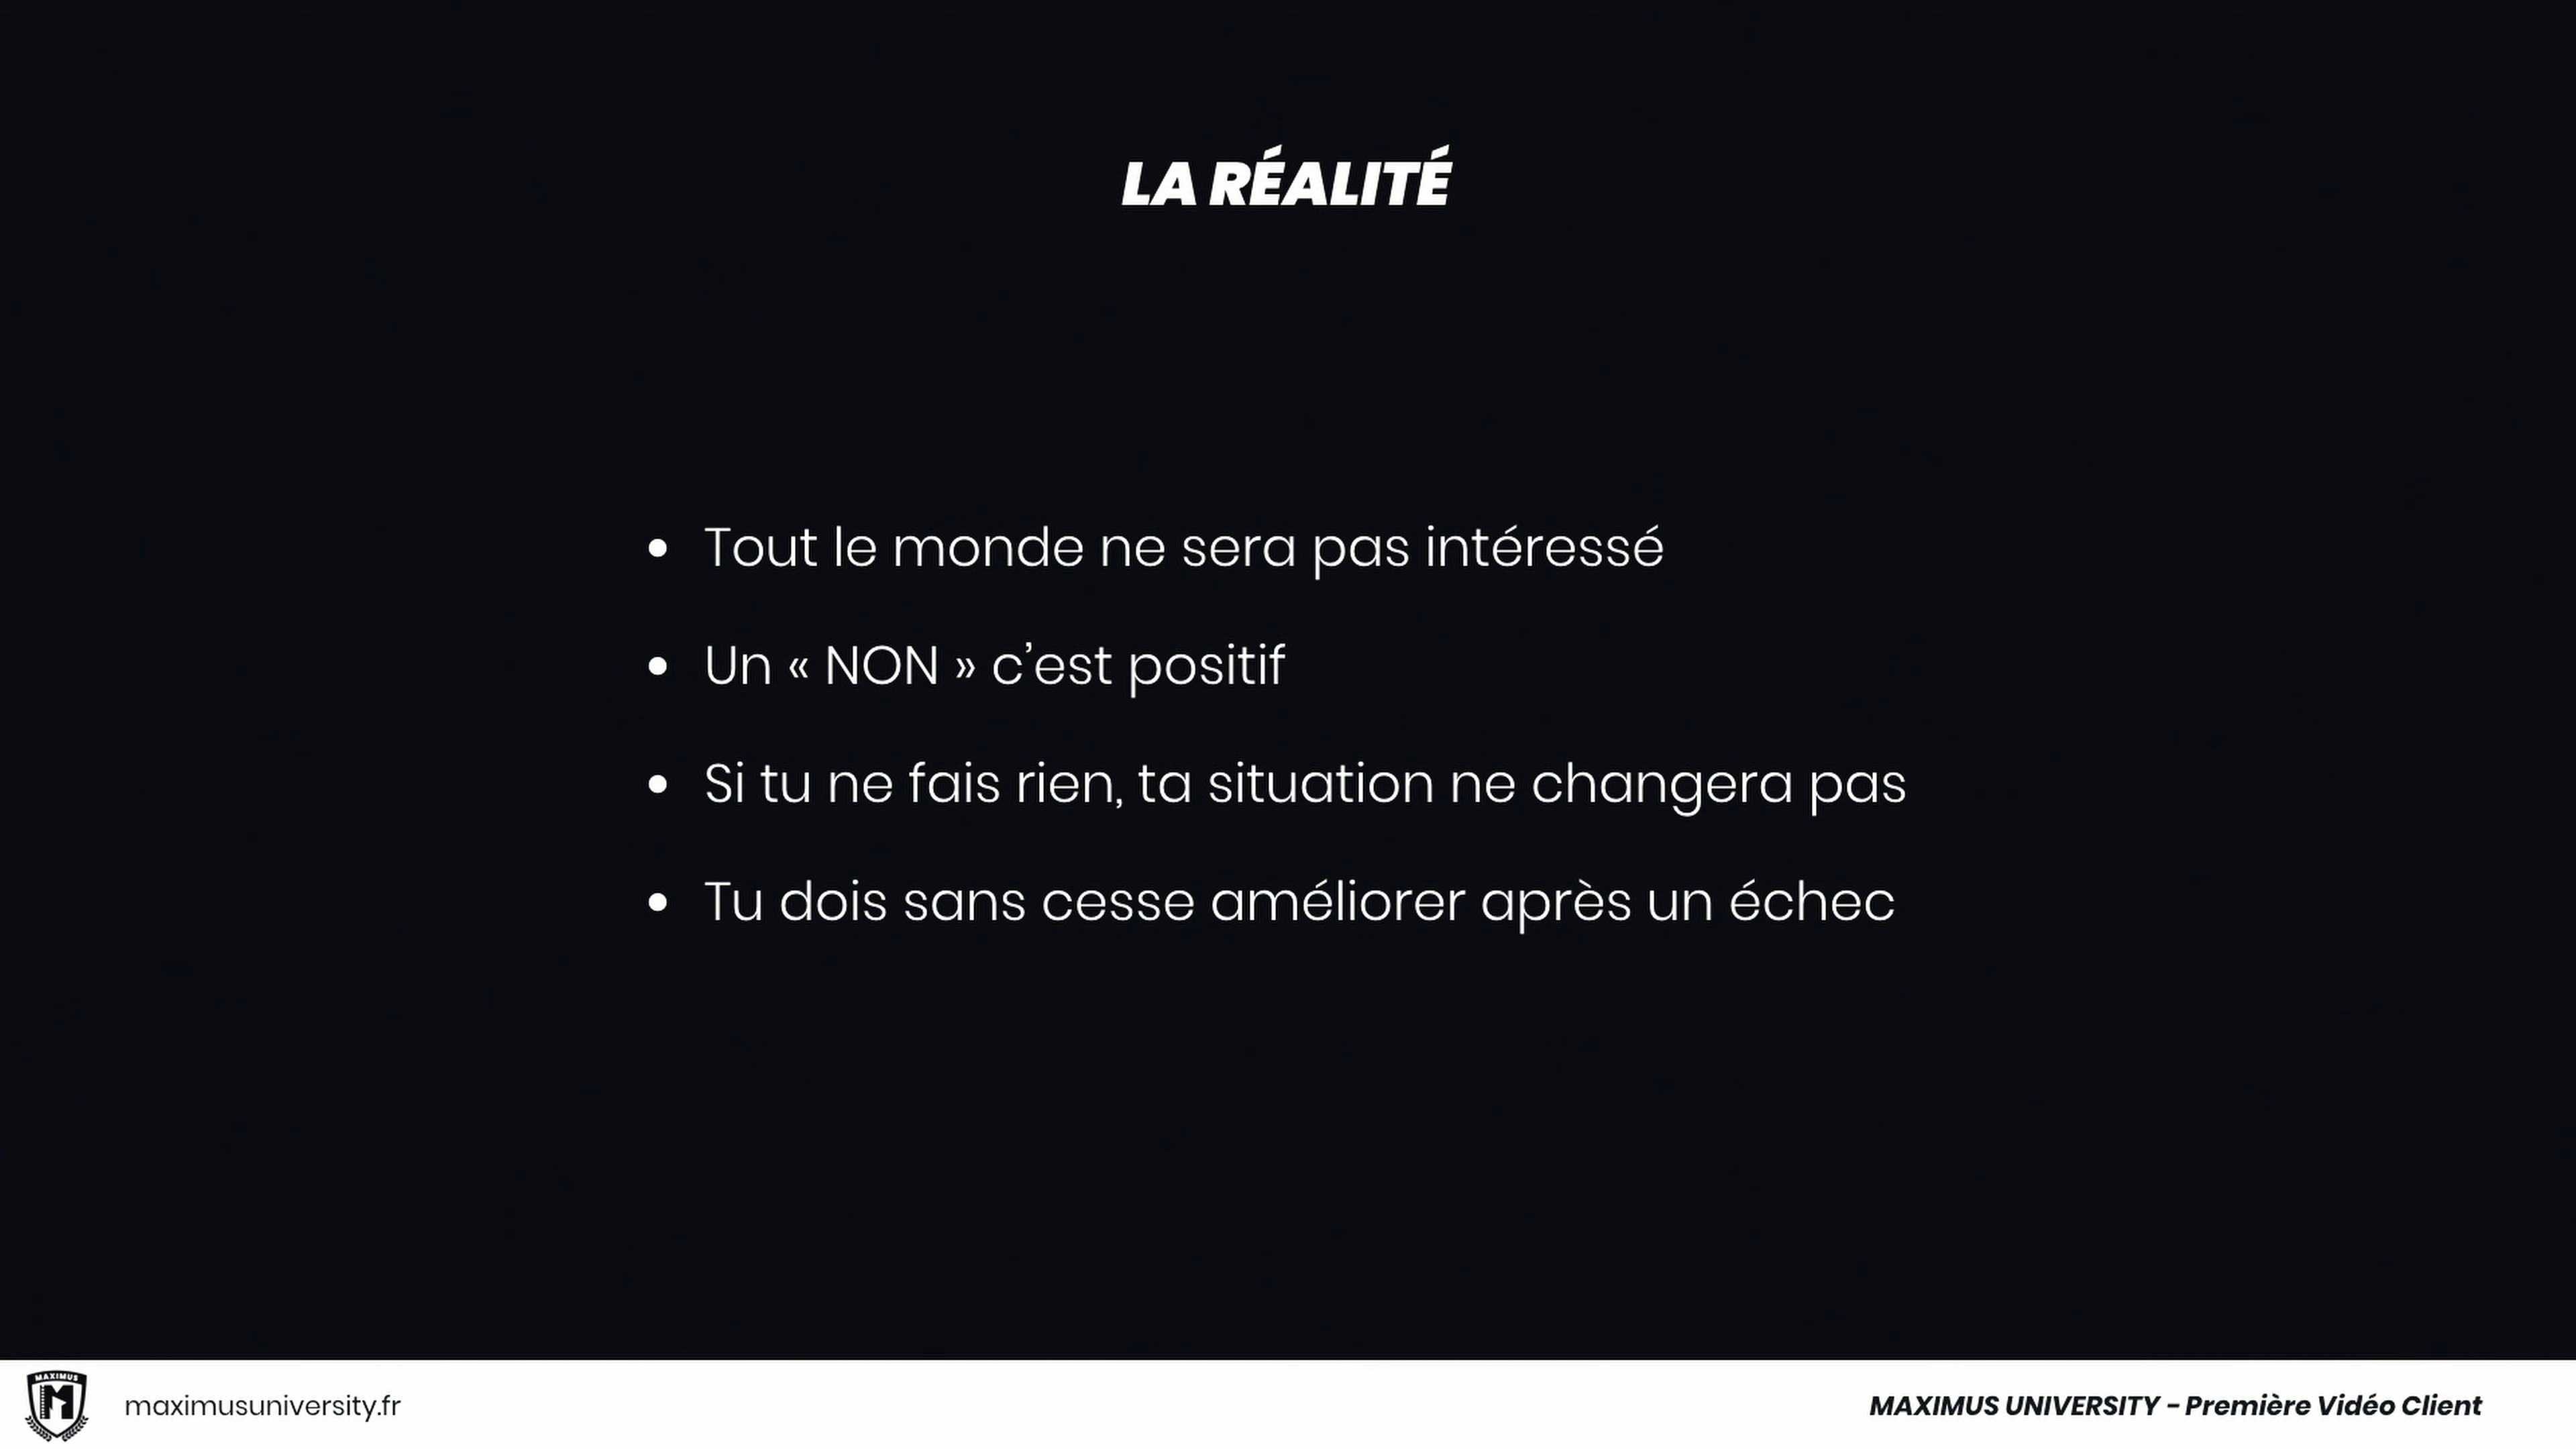 LA RÉALITÉ
• Tout le monde ne sera pas intéressé
• Un « NON » c’est positif
• Si tu ne fais rien, ta situation ne changera pas
• Tu dois sans cesse améliorer après un échec
MAXIMUS
M
maximusuniversity.fr
MAXIMUS UNIVERSITY - Première Vidéo Client